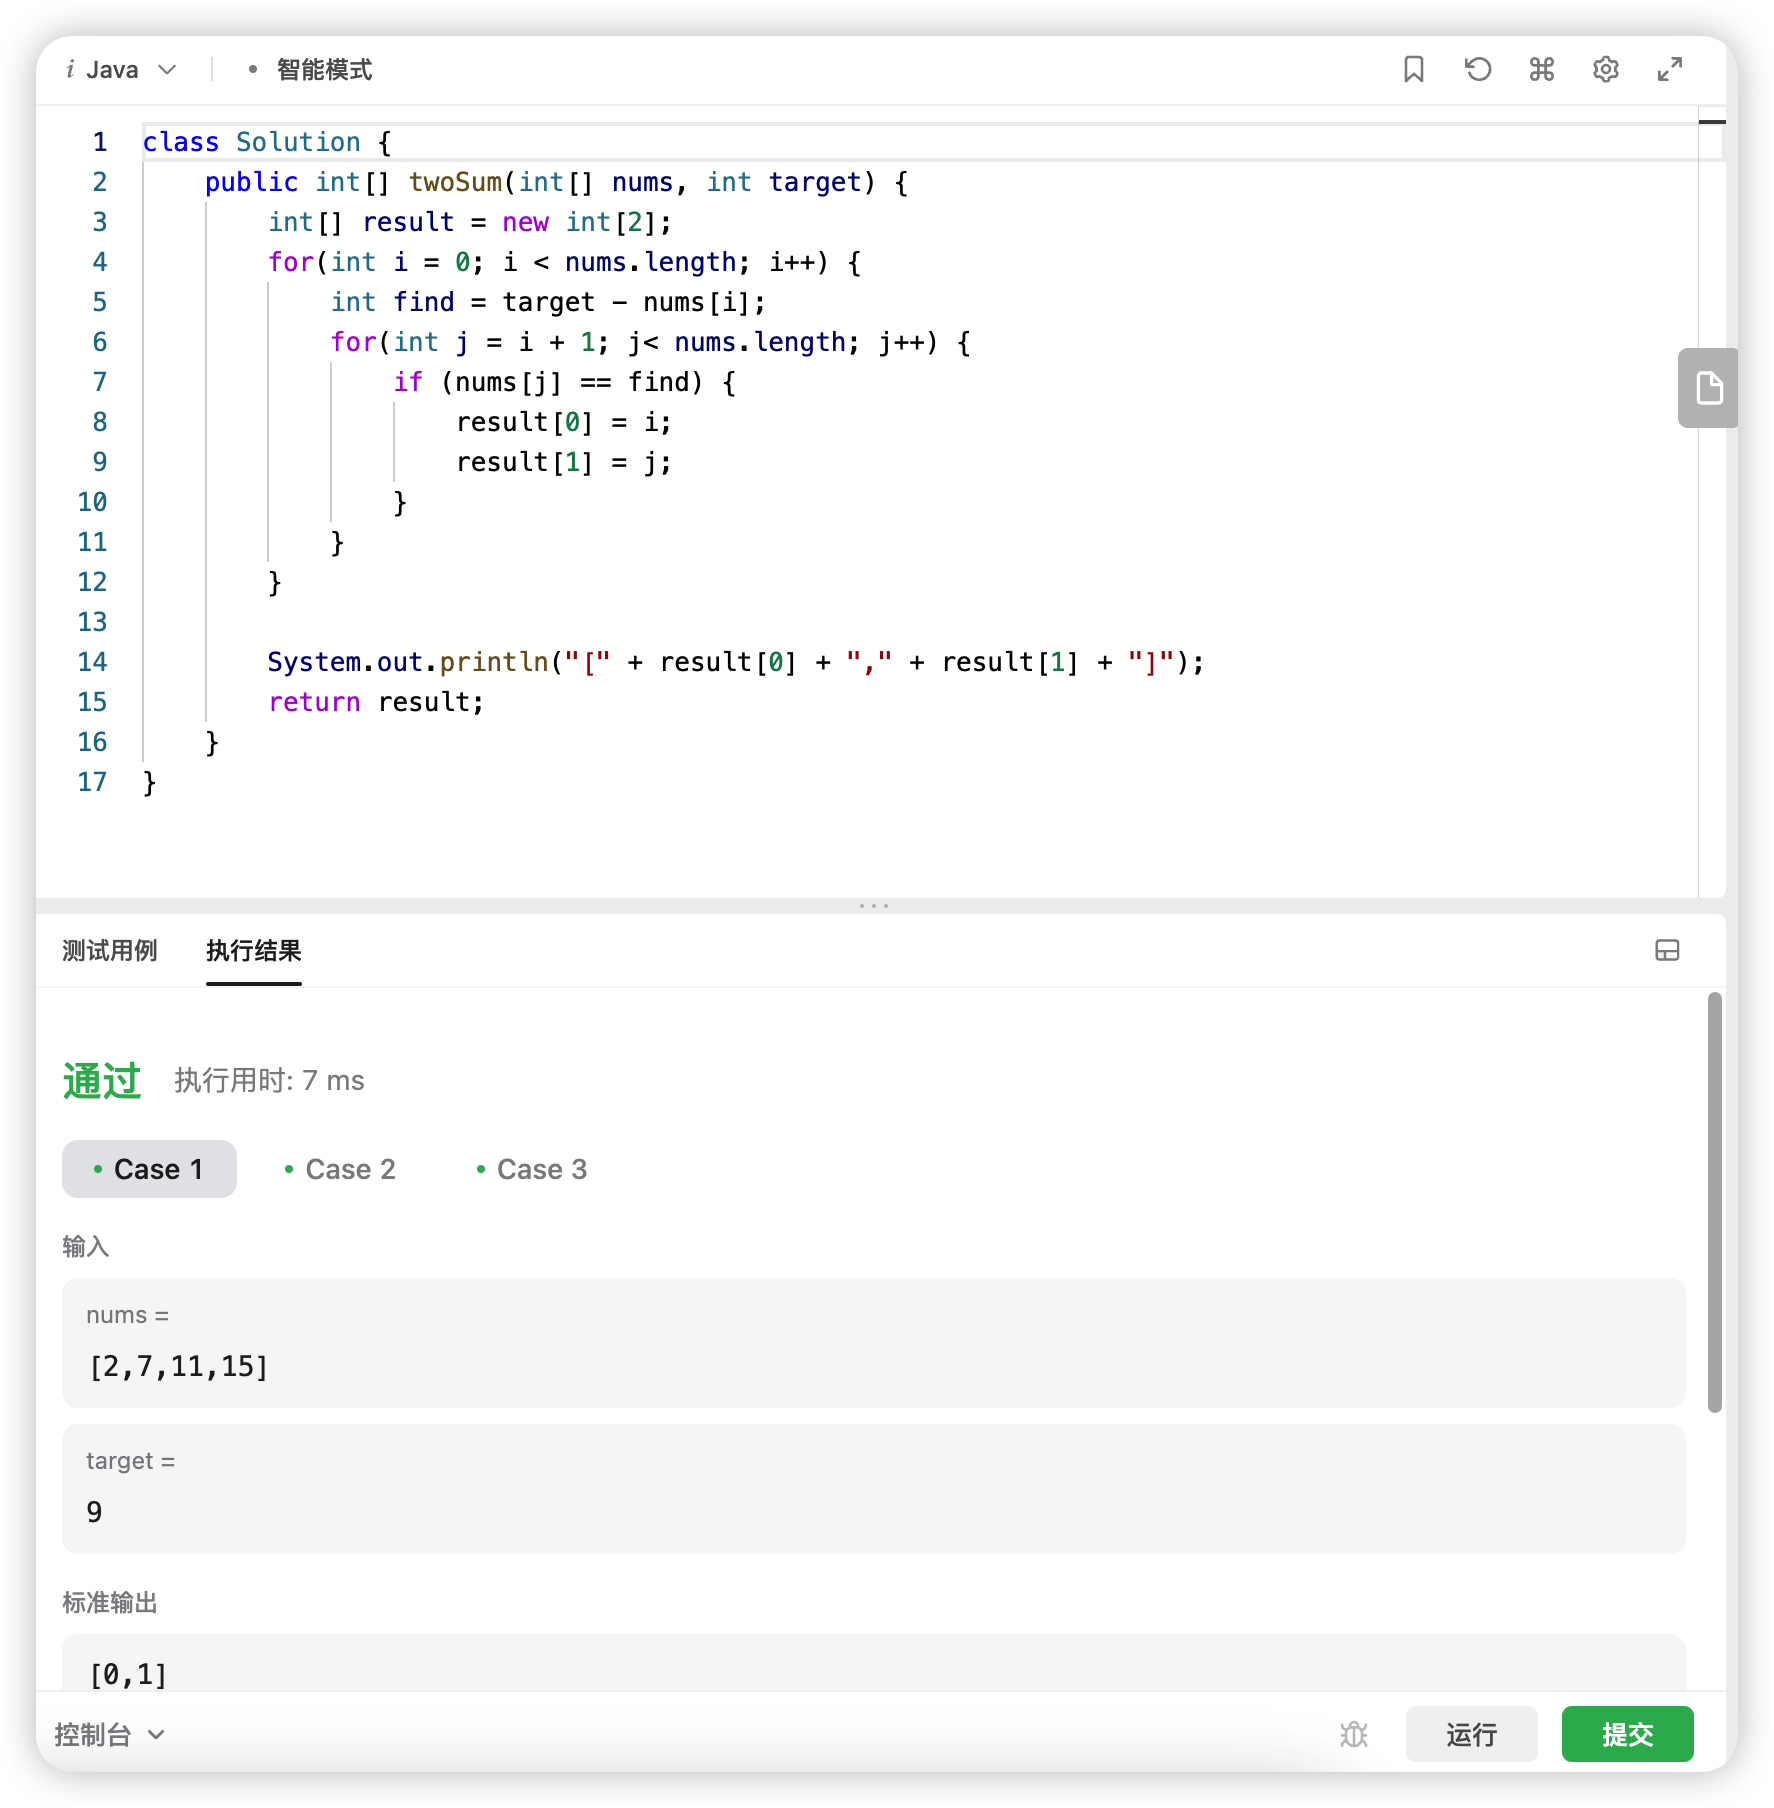 i Java
智能模式
1 class Solution {
2     public int[] twoSum(int[] nums, int target) {
3         int[] result = new int[2];
4         for(int i = 0; i < nums.length; i++) {
5             int find = target - nums[i];
6             for(int j = i + 1; j< nums.length; j++) {
7                 if (nums[j] == find) {
8                     result[0] = i;
9                     result[1] = j;
10                 }
11             }
12         }
13
14         System.out.println("[" + result[0] + "," + result[1] + "]");
15         return result;
16     }
17 }
测试用例 执行结果
通过 执行用时: 7 ms
Case 1 Case 2 Case 3
输入
nums =
[2,7,11,15]
target =
9
标准输出
[0,1]
控制台 运行 提交